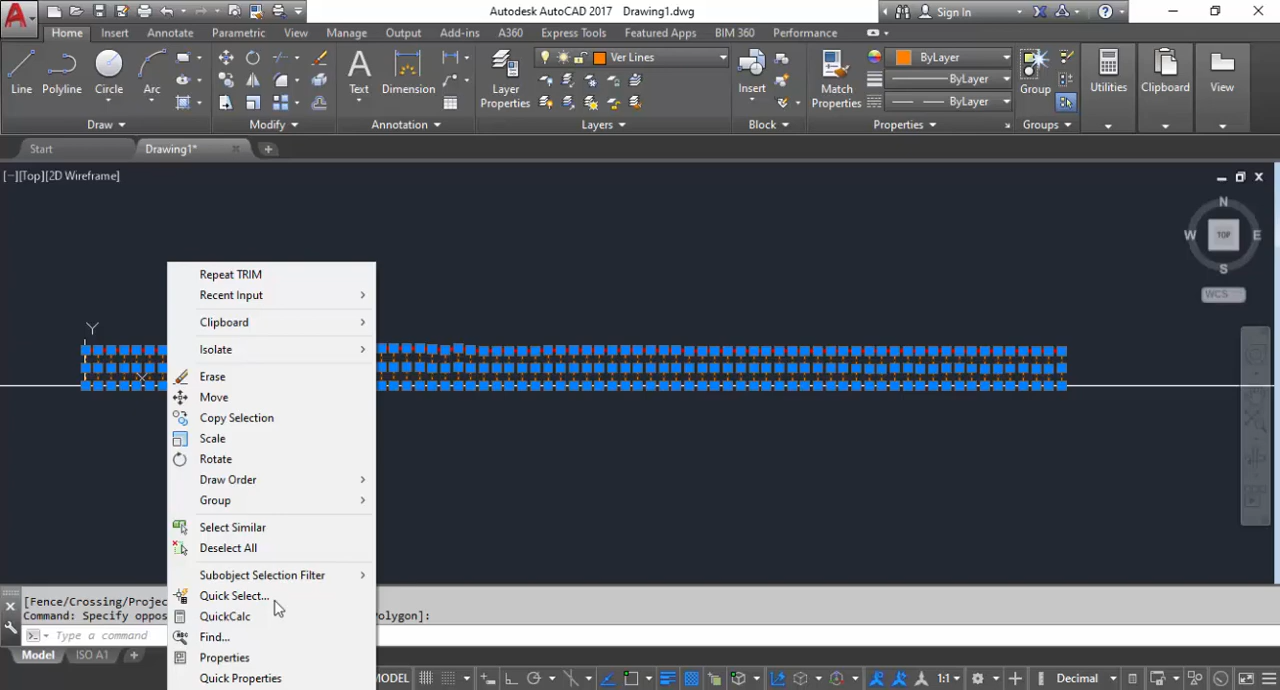 Autodesk AutoCAD 2017 Drawing1.dwg
Sign In
Home Insert Annotate Parametric View Manage Output Add-ins A360 Express Tools Featured Apps BIM 360 Performance
Ver Lines
ByLayer
Line Polyline Circle Arc
Text Dimension
Layer
Properties
Insert
Match
Properties
ByLayer
ByLayer
Group
Utilities Clipboard View
Draw Modify Annotation Layers Block Properties Groups
Start Drawing1*
[−][Top][2D Wireframe]
N
W TOP E
S
WCS
Y
X
Repeat TRIM
Recent Input
Clipboard
Isolate
Erase
Move
Copy Selection
Scale
Rotate
Draw Order
Group
Select Similar
Deselect All
Subobject Selection Filter
Quick Select...
QuickCalc
Find...
Properties
Quick Properties
[Fence/Crossing/Projec
Command: Specify oppos olygon]:
Type a command
Model ISO A1
MODEL 1:1 Decimal